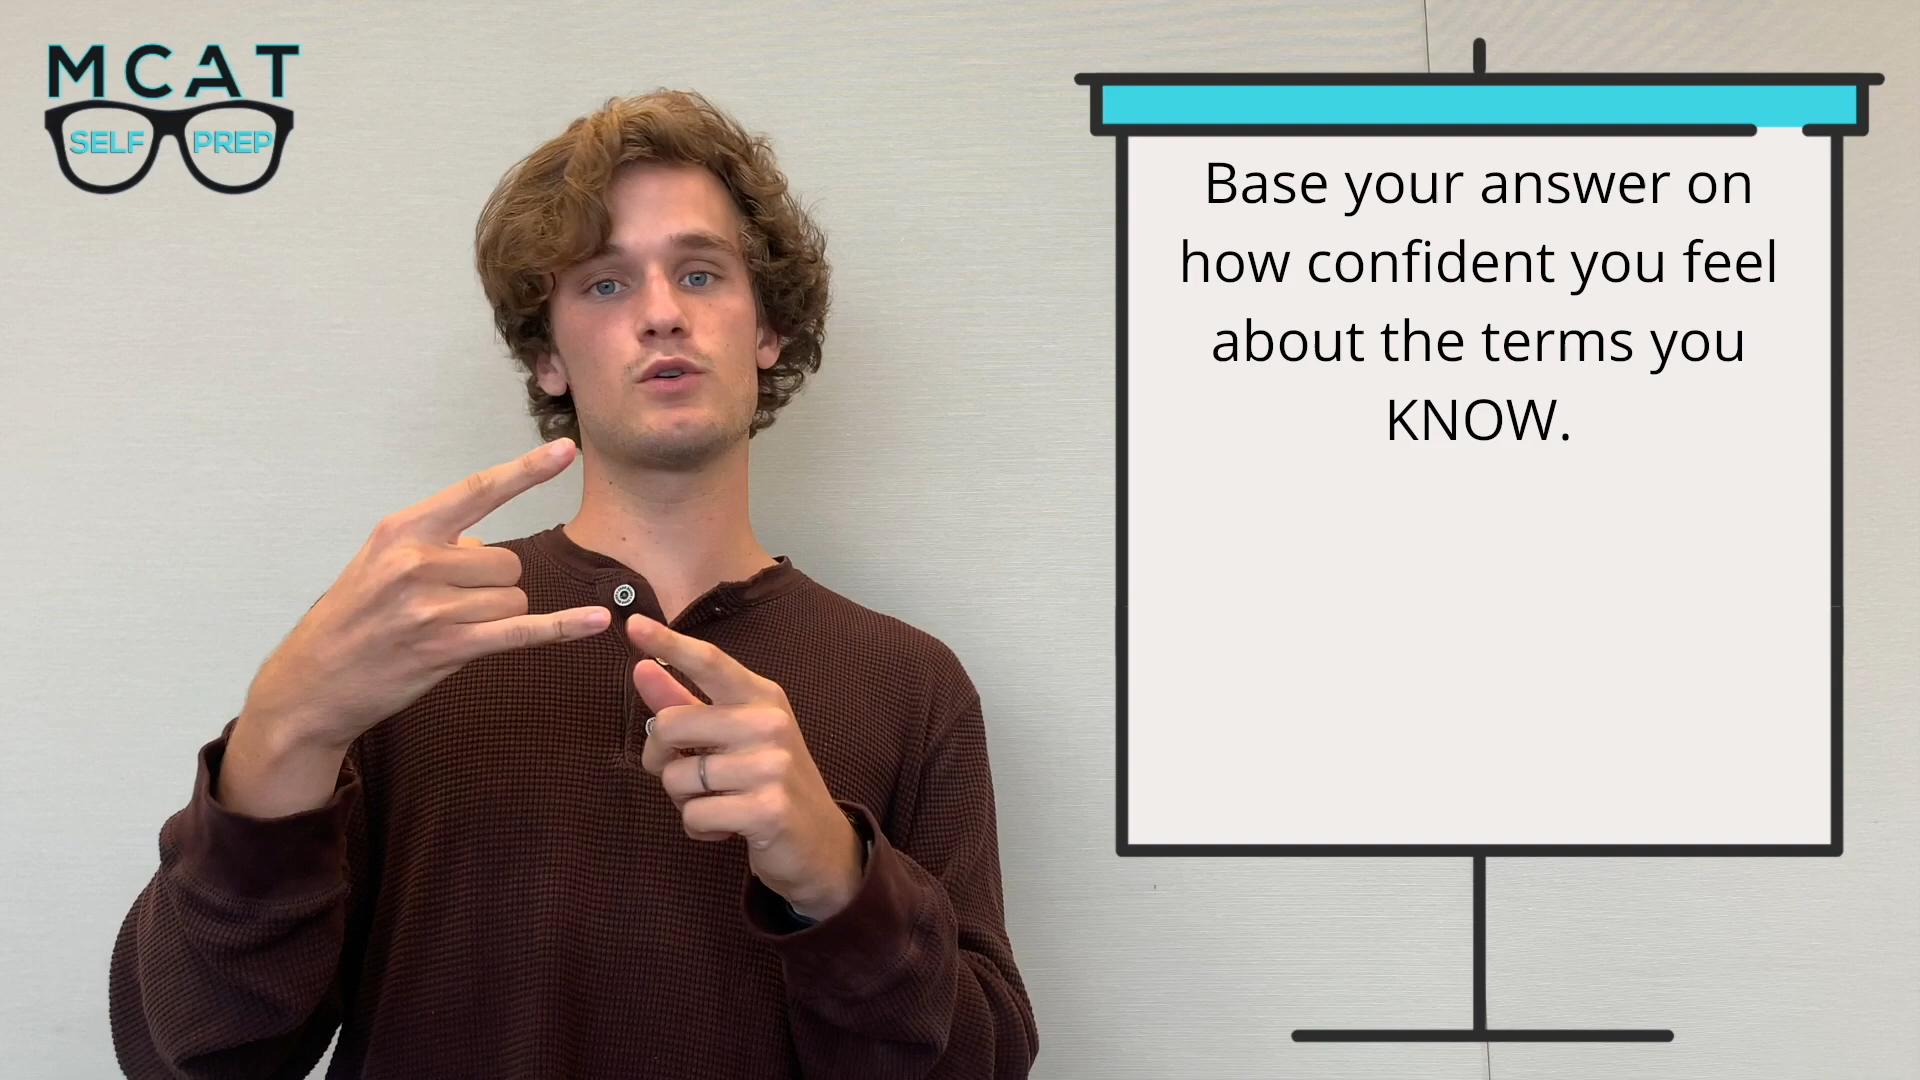 MCAT
SELF PREP
Base your answer on
how confident you feel
about the terms you
KNOW.